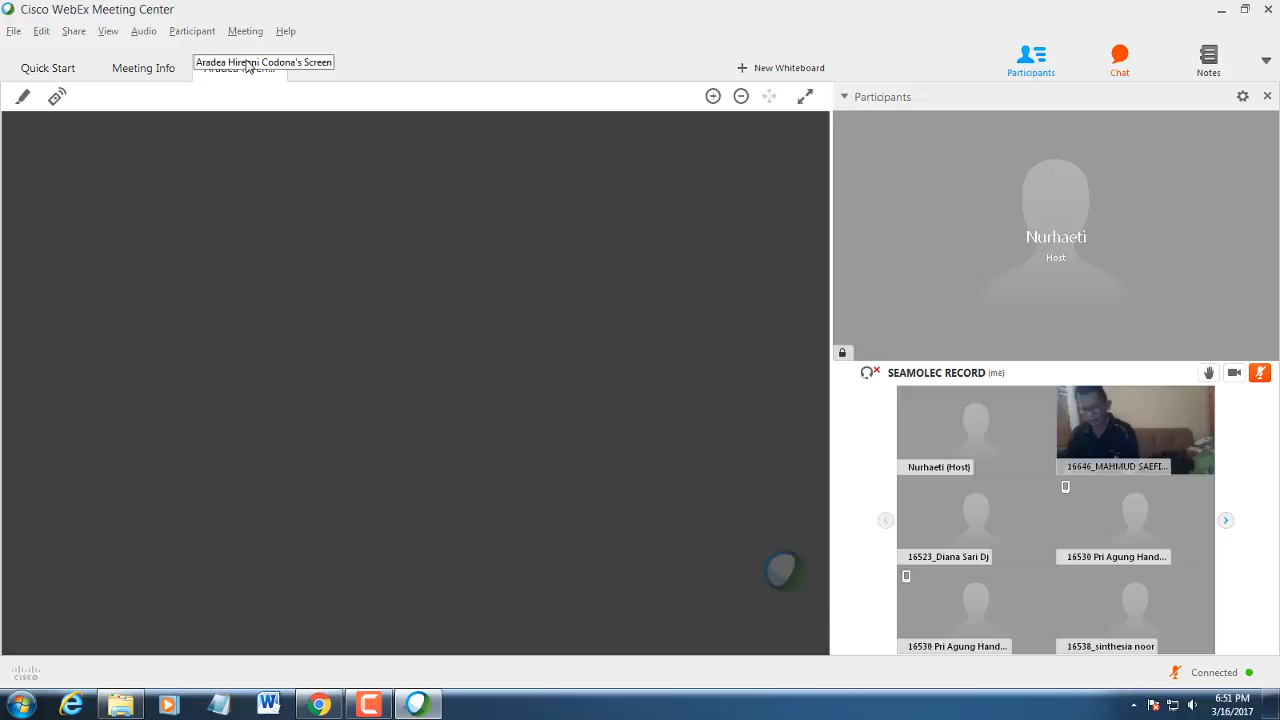 Cisco WebEx Meeting Center
File Edit Share View Audio Participant Meeting Help
Aradea Hireani Codona's Screen
Quick Start Meeting Info
New Whiteboard
Participants Chat Notes
Participants
Nurhaeti
Host
SEAMOLEC RECORD (me)
Nurhaeti (Host)
16646_MAHMUD SAEFI...
16523_Diana Sari Dj
16530 Pri Agung Hand...
16530 Pri Agung Hand...
16538_sinthesia noor
Connected
6:51 PM
3/16/2017